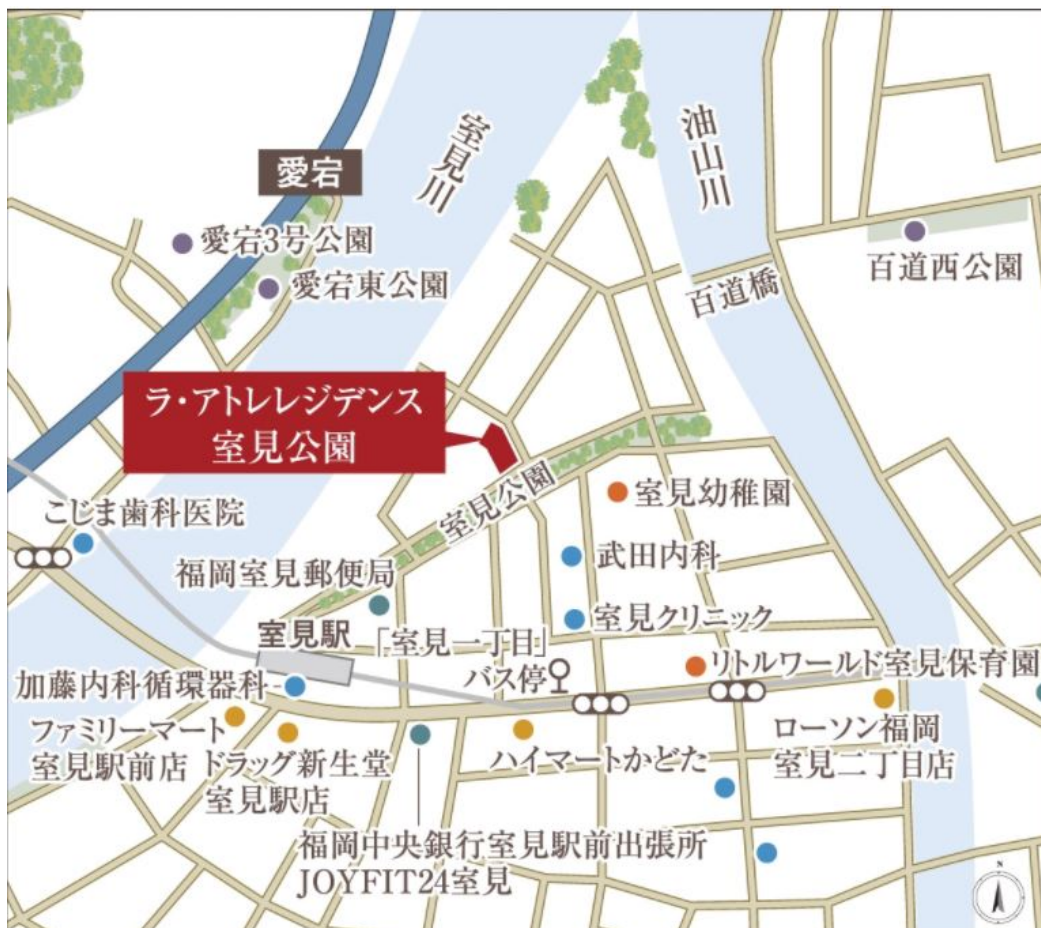 室見川
油山川
愛宕
愛宕3号公園
愛宕東公園
百道西公園
百道橋
ラ・アトレレジデンス
室見公園
室見公園
室見幼稚園
こじま歯科医院
武田内科
福岡室見郵便局
室見クリニック
室見駅
「室見一丁目」
バス停
リトルワールド室見保育園
加藤内科循環器科
ファミリーマート
室見駅前店
ドラッグ新生堂
室見駅店
ハイマートかどた
ローソン福岡
室見二丁目店
福岡中央銀行室見駅前出張所
JOYFIT24室見
N